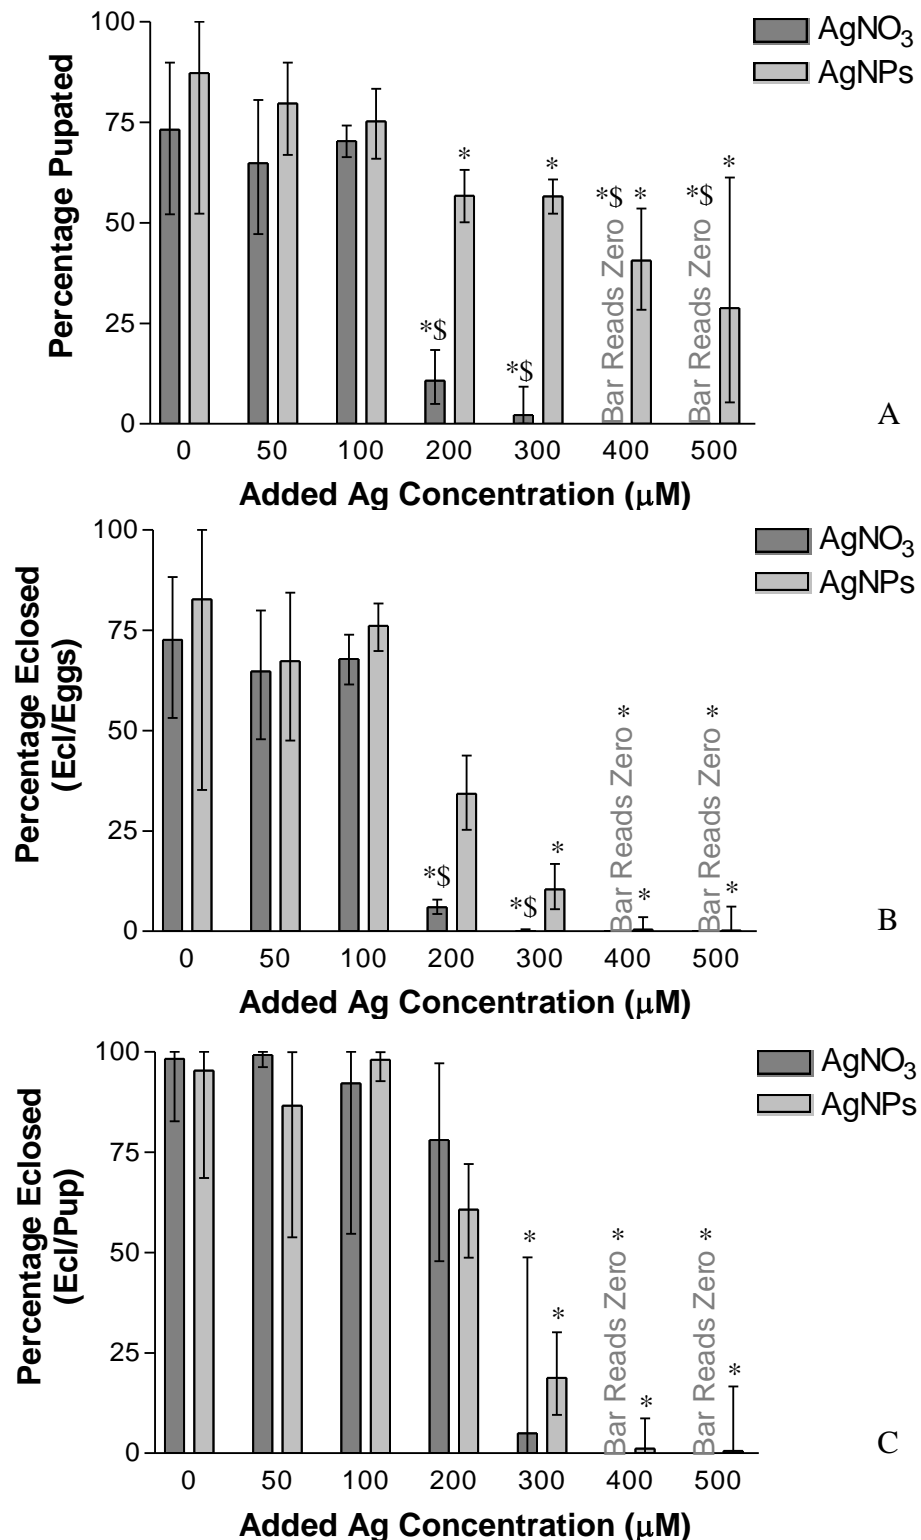 AgNO3
AgNPs
Percentage Pupated
100
75
50
25
0
*$
*
*$
*
*$
*
*$
*
Bar Reads Zero
Bar Reads Zero
0 50 100 200 300 400 500
Added Ag Concentration (μM)
A
AgNO3
AgNPs
Percentage Eclosed
(Ecl/Eggs)
100
75
50
25
0
*$
*$
*
*
*
*
*
Bar Reads Zero
Bar Reads Zero
0 50 100 200 300 400 500
Added Ag Concentration (μM)
B
AgNO3
AgNPs
Percentage Eclosed
(Ecl/Pup)
100
75
50
25
0
*
*
*
*
*
*
Bar Reads Zero
Bar Reads Zero
0 50 100 200 300 400 500
Added Ag Concentration (μM)
C